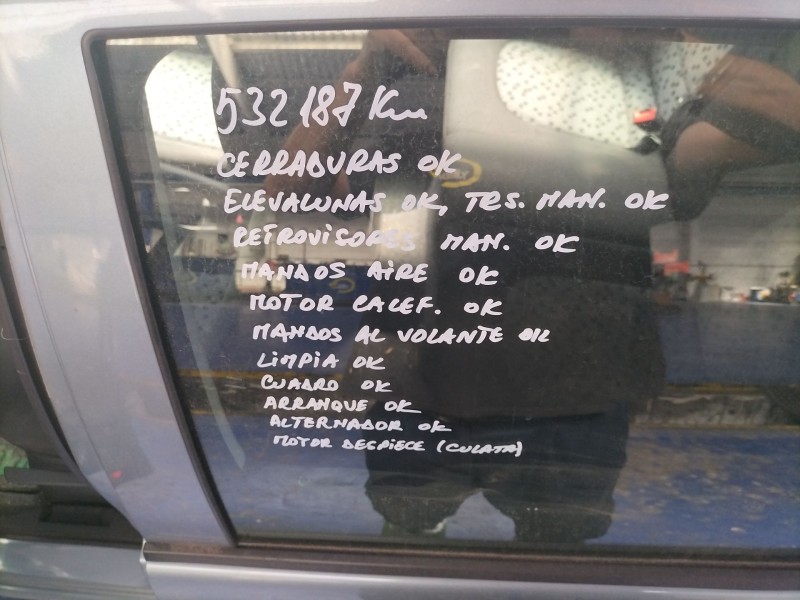 532187 Km
CERRADURAS OK
ELEVALUNAS OK, TRS. MAN. OK
RETROVISORES MAN. OK
MANDOS AIRE OK
MOTOR CALEF. OK
MANDOS AL VOLANTE OK
LIMPIA OK
CUADRO OK
ARRANQUE OK
ALTERNADOR OK
MOTOR DESPIECE (CULATA)